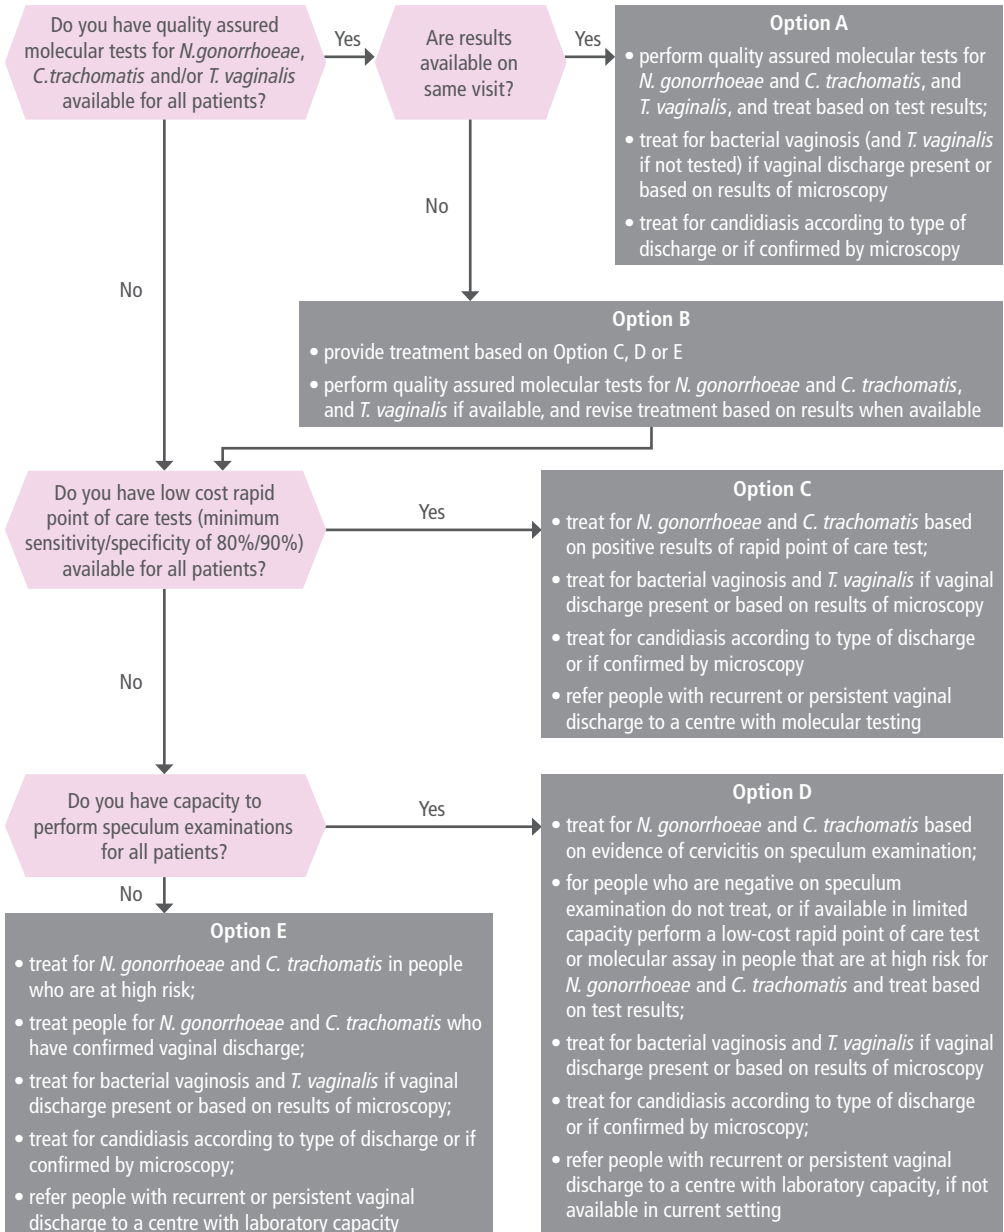 Do you have quality assured
molecular tests for N.gonorrhoeae,
C.trachomatis and/or T. vaginalis
available for all patients?
Yes
Are results
available on
same visit?
Yes
Option A
• perform quality assured molecular tests for
N. gonorrhoeae and C. trachomatis, and
T. vaginalis, and treat based on test results;
• treat for bacterial vaginosis (and T. vaginalis
if not tested) if vaginal discharge present or
based on results of microscopy
• treat for candidiasis according to type of
discharge or if confirmed by microscopy
No
No
Option B
• provide treatment based on Option C, D or E
• perform quality assured molecular tests for N. gonorrhoeae and C. trachomatis,
and T. vaginalis if available, and revise treatment based on results when available
Do you have low cost rapid
point of care tests (minimum
sensitivity/specificity of 80%/90%)
available for all patients?
Yes
Option C
• treat for N. gonorrhoeae and C. trachomatis based
on positive results of rapid point of care test;
• treat for bacterial vaginosis and T. vaginalis if vaginal
discharge present or based on results of microscopy
• treat for candidiasis according to type of discharge
or if confirmed by microscopy
• refer people with recurrent or persistent vaginal
discharge to a centre with molecular testing
No
Do you have capacity to
perform speculum examinations
for all patients?
Yes
Option D
• treat for N. gonorrhoeae and C. trachomatis based
on evidence of cervicitis on speculum examination;
• for people who are negative on speculum
examination do not treat, or if available in limited
capacity perform a low-cost rapid point of care test
or molecular assay in people that are at high risk for
N. gonorrhoeae and C. trachomatis and treat based
on test results;
• treat for bacterial vaginosis and T. vaginalis if vaginal
discharge present or based on results of microscopy
• treat for candidiasis according to type of discharge
or if confirmed by microscopy;
• refer people with recurrent or persistent vaginal
discharge to a centre with laboratory capacity, if not
available in current setting
No
Option E
• treat for N. gonorrhoeae and C. trachomatis in people
who are at high risk;
• treat people for N. gonorrhoeae and C. trachomatis who
have confirmed vaginal discharge;
• treat for bacterial vaginosis and T. vaginalis if vaginal
discharge present or based on results of microscopy;
• treat for candidiasis according to type of discharge or if
confirmed by microscopy;
• refer people with recurrent or persistent vaginal
discharge to a centre with laboratory capacity